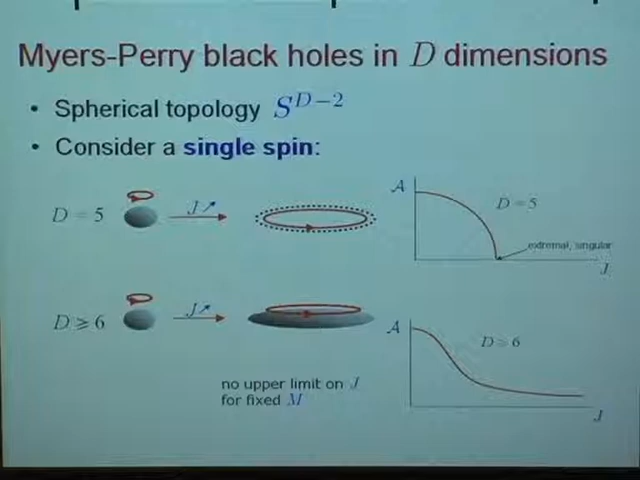 Myers-Perry black holes in D dimensions
• Spherical topology S^{D−2}
• Consider a single spin:
D = 5
J↗
A
D = 5
extremal, singular
J
D ≥ 6
J↗
A
D ≥ 6
J
no upper limit on J
for fixed M